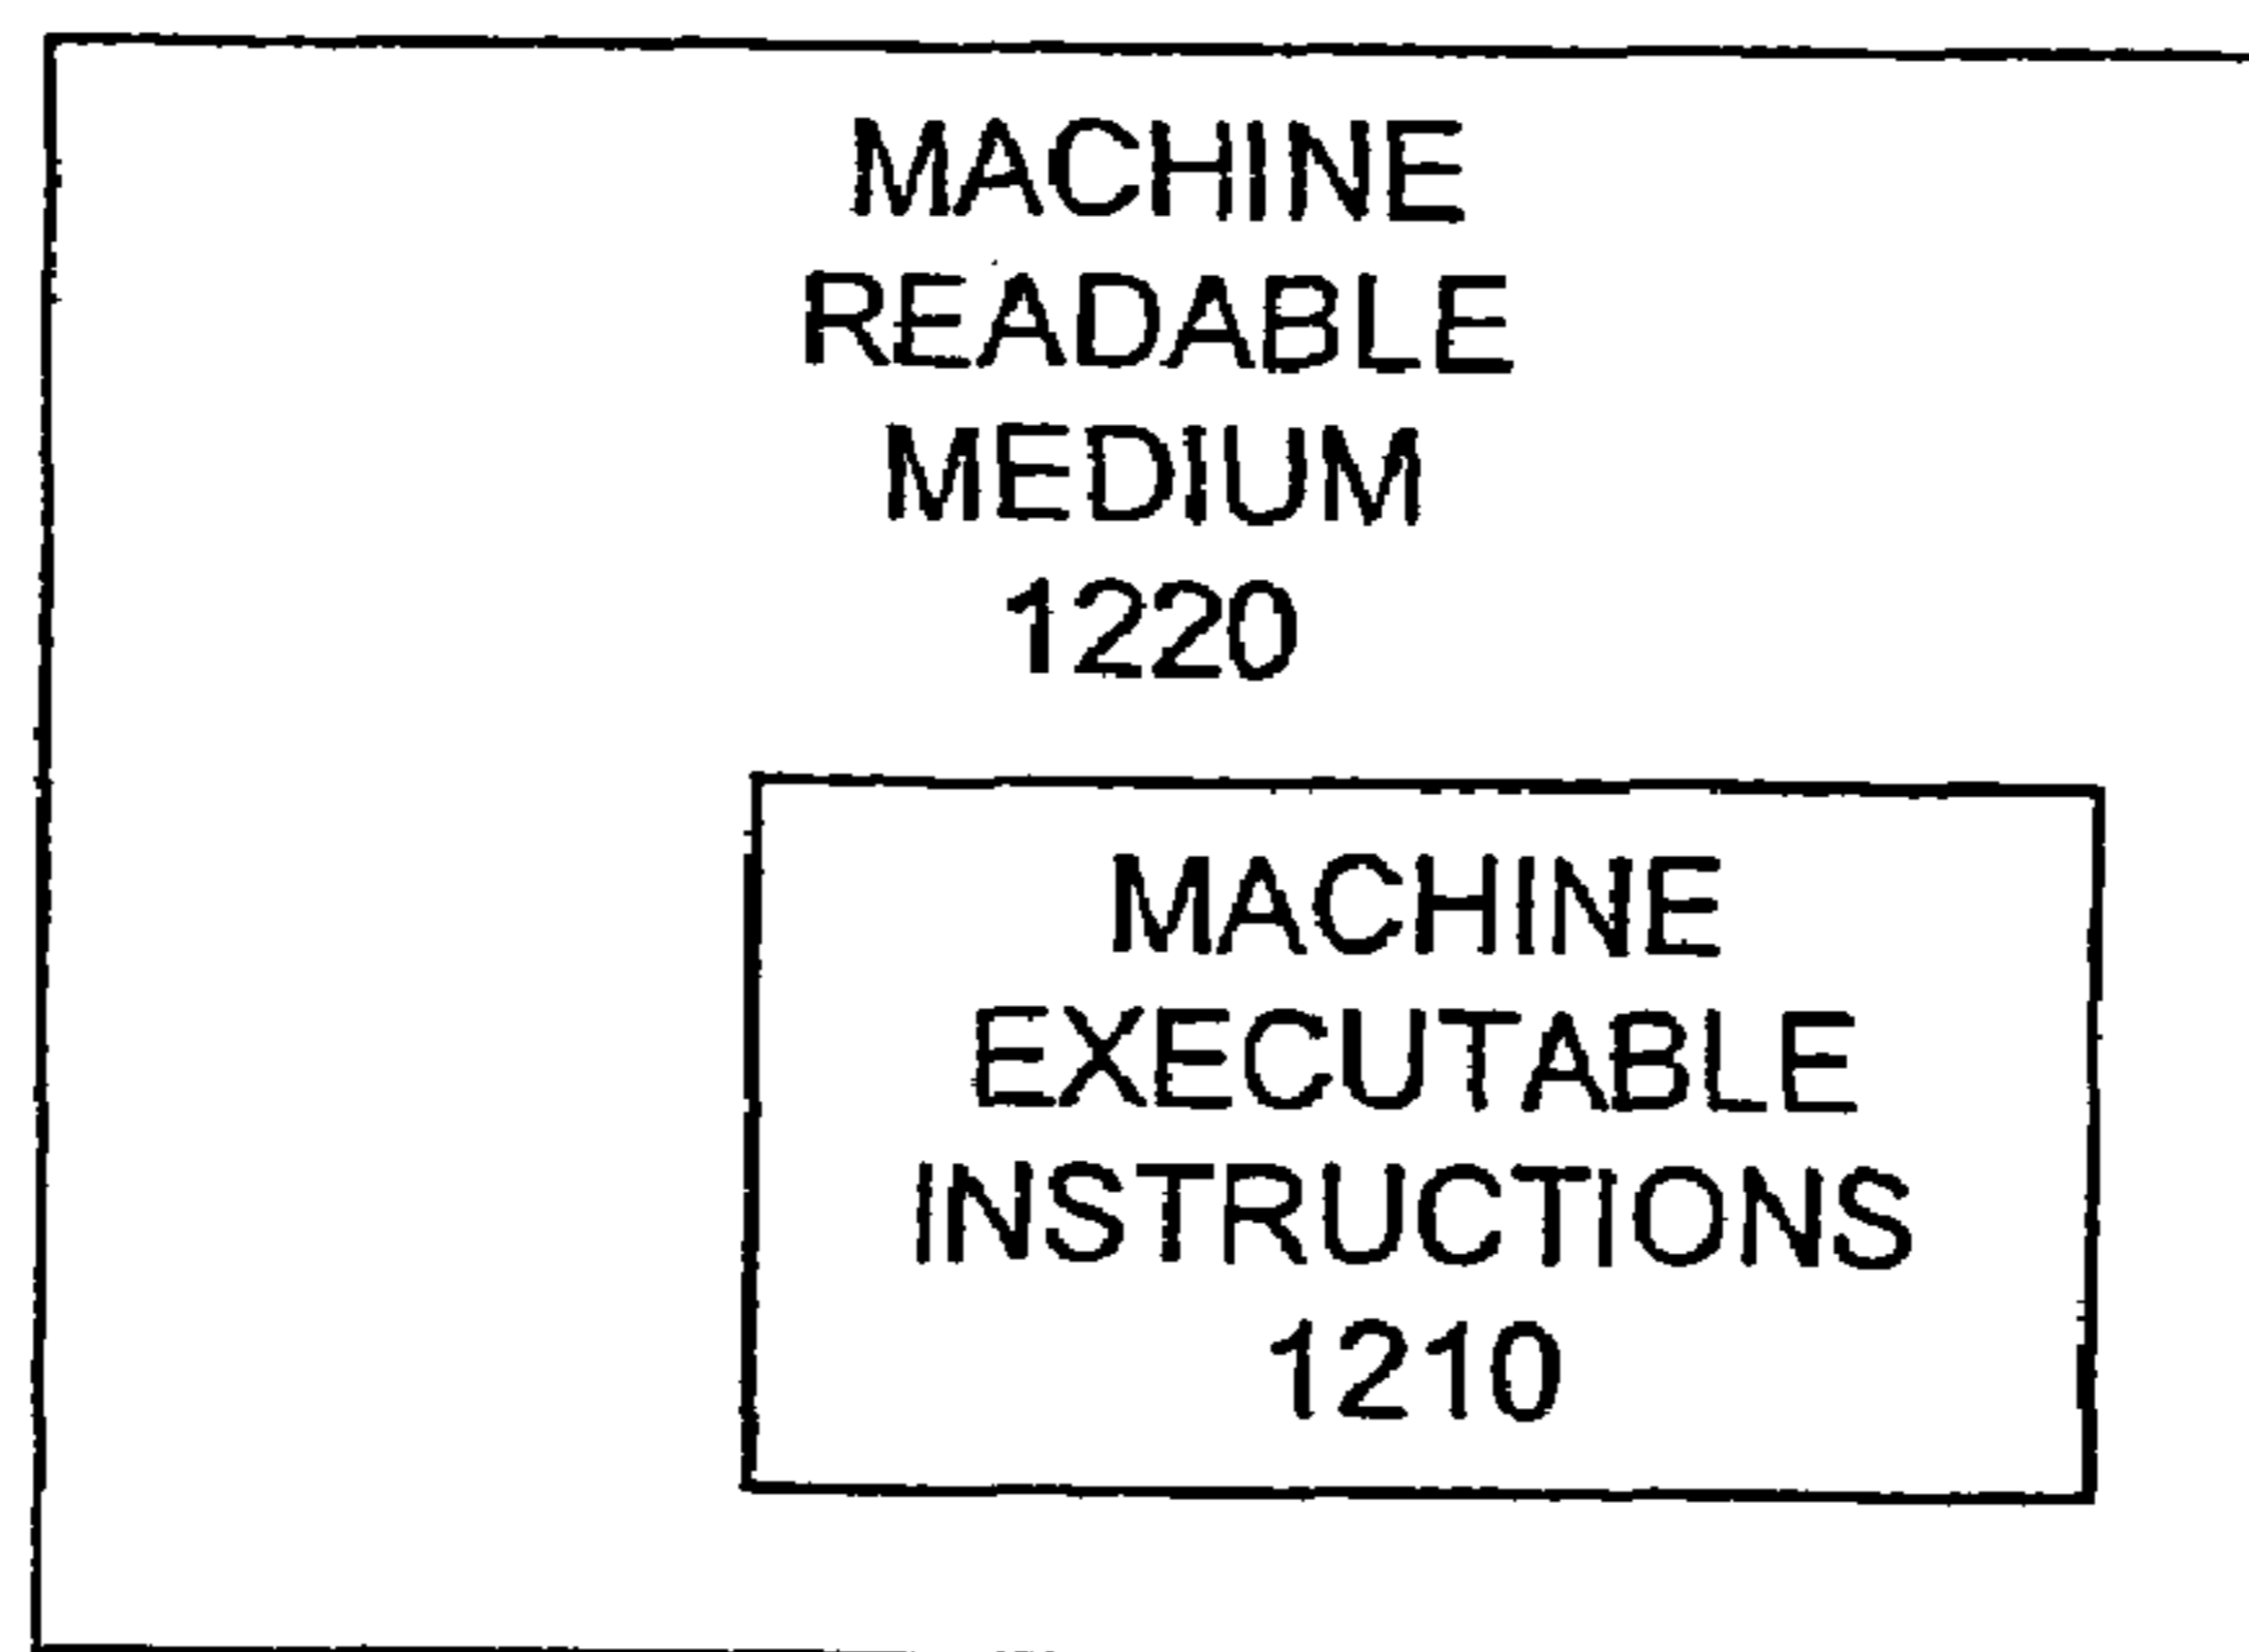 MACHINE
READABLE
MEDIUM
1220
MACHINE
EXECUTABLE
INSTRUCTIONS
1210